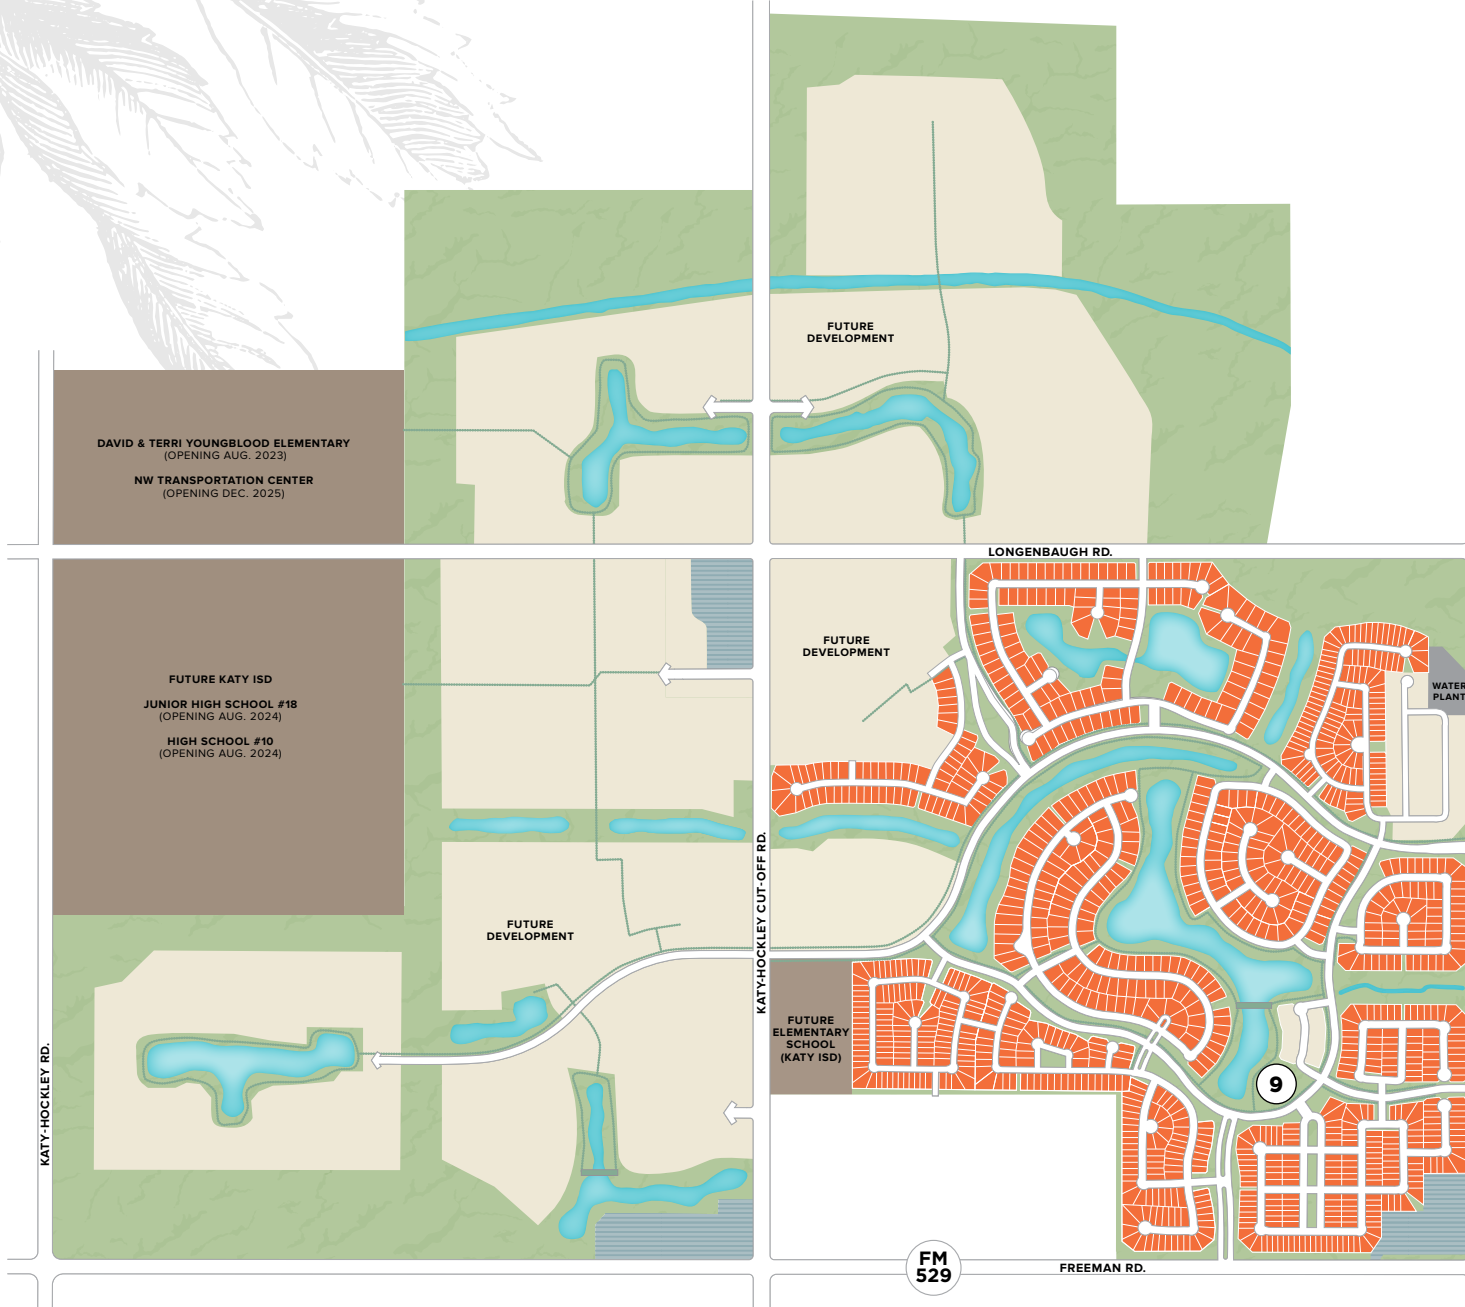 FUTURE
DEVELOPMENT
DAVID & TERRI YOUNGBLOOD ELEMENTARY
(OPENING AUG. 2023)
NW TRANSPORTATION CENTER
(OPENING DEC. 2025)
LONGENBAUGH RD.
FUTURE KATY ISD
JUNIOR HIGH SCHOOL #18
(OPENING AUG. 2024)
HIGH SCHOOL #10
(OPENING AUG. 2024)
FUTURE
DEVELOPMENT
WATER
PLANT
KATY-HOCKLEY CUT-OFF RD.
FUTURE
DEVELOPMENT
FUTURE
ELEMENTARY
SCHOOL
(KATY ISD)
KATY-HOCKLEY RD.
9
FM
529
FREEMAN RD.